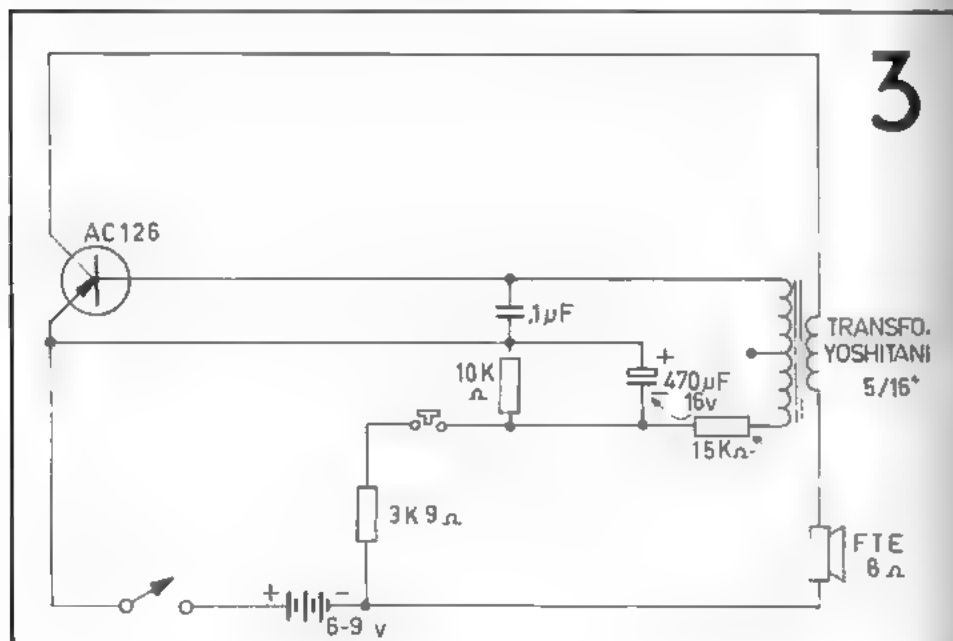 3
AC126
.1µF
TRANSFO.
YOSHITANI
5/16"
10K
Ω
+
470µF
-
16v
15KΩ*
3K9Ω
FTE
8Ω
+
-
6-9 v